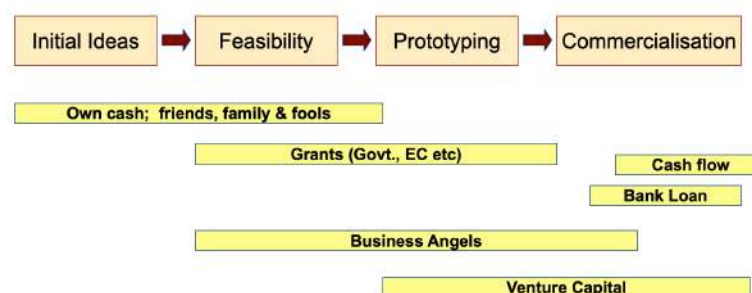 Initial Ideas
Feasibility
Prototyping
Commercialisation
Own cash; friends, family & fools
Grants (Govt., EC etc)
Cash flow
Bank Loan
Business Angels
Venture Capital